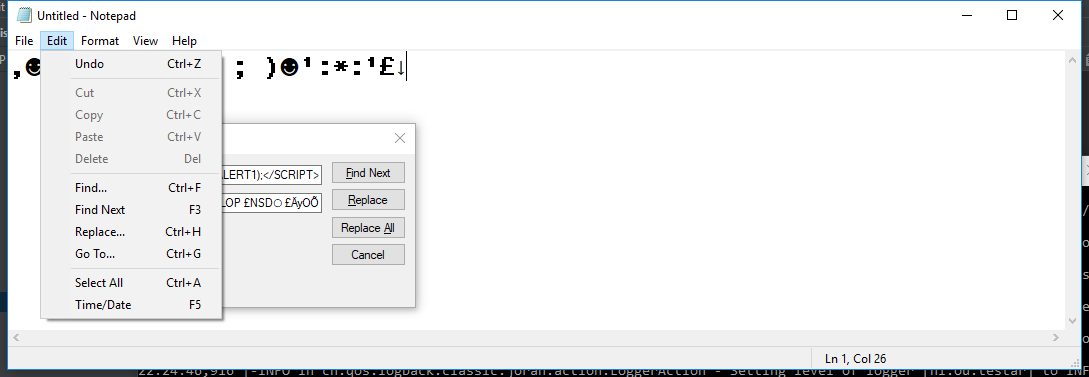 Untitled - Notepad
File Edit Format View Help
,☻ ; )☻¹:*:¹£↓
Undo Ctrl+Z
Cut Ctrl+X
Copy Ctrl+C
Paste Ctrl+V
Delete Del
Find... Ctrl+F
Find Next F3
Replace... Ctrl+H
Go To... Ctrl+G
Select All Ctrl+A
Time/Date F5
LERT1);</SCRIPT> Find Next
LOP £NSD○ £ÄyOÕ Replace
Replace All
Cancel
Ln 1, Col 26
22:24:46,916 |-INFO in ch.qos.logback.classic.joran.action.LoggerAction - Setting level of logger [nl.ou.testar] to INF